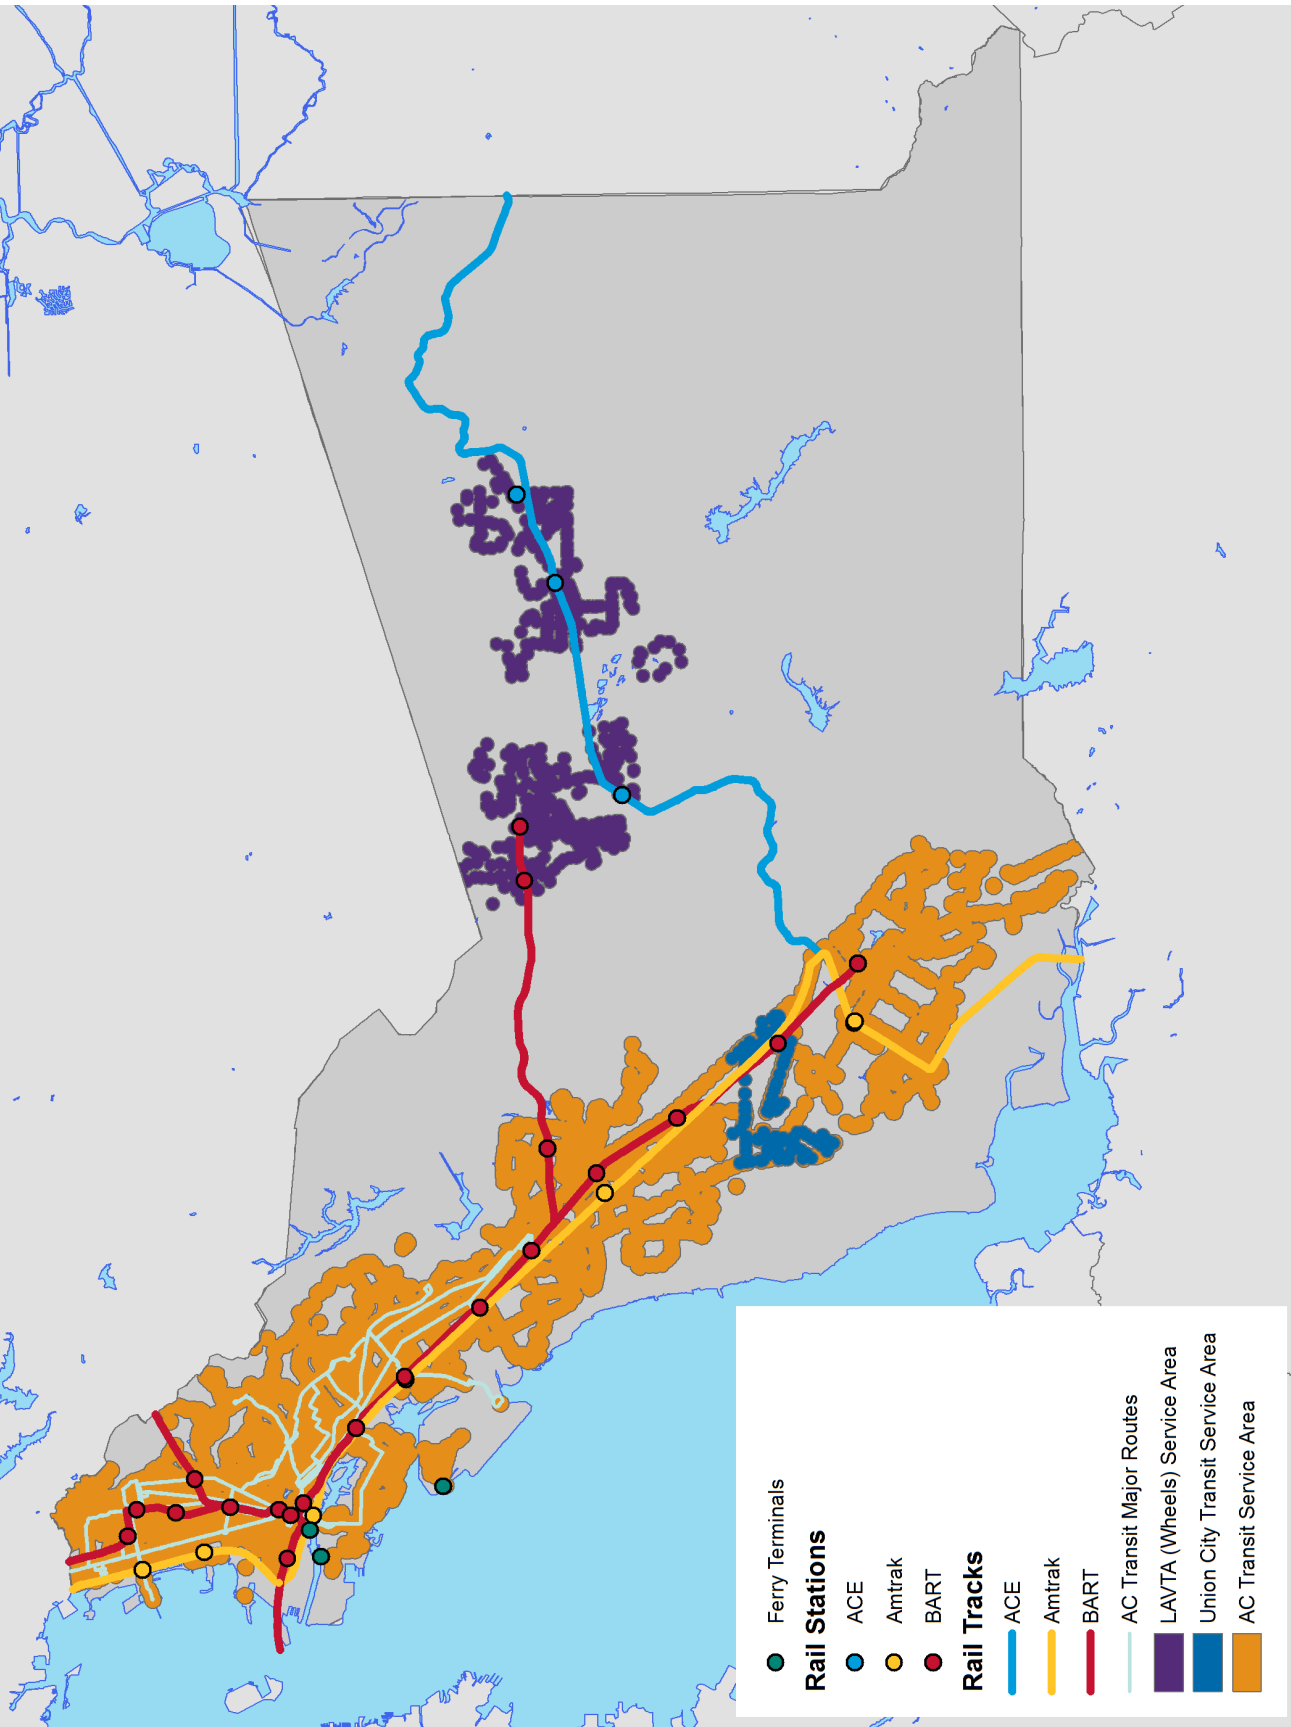 Ferry Terminals
Rail Stations
ACE
Amtrak
BART
Rail Tracks
ACE
Amtrak
BART
AC Transit Major Routes
LAVTA (Wheels) Service Area
Union City Transit Service Area
AC Transit Service Area